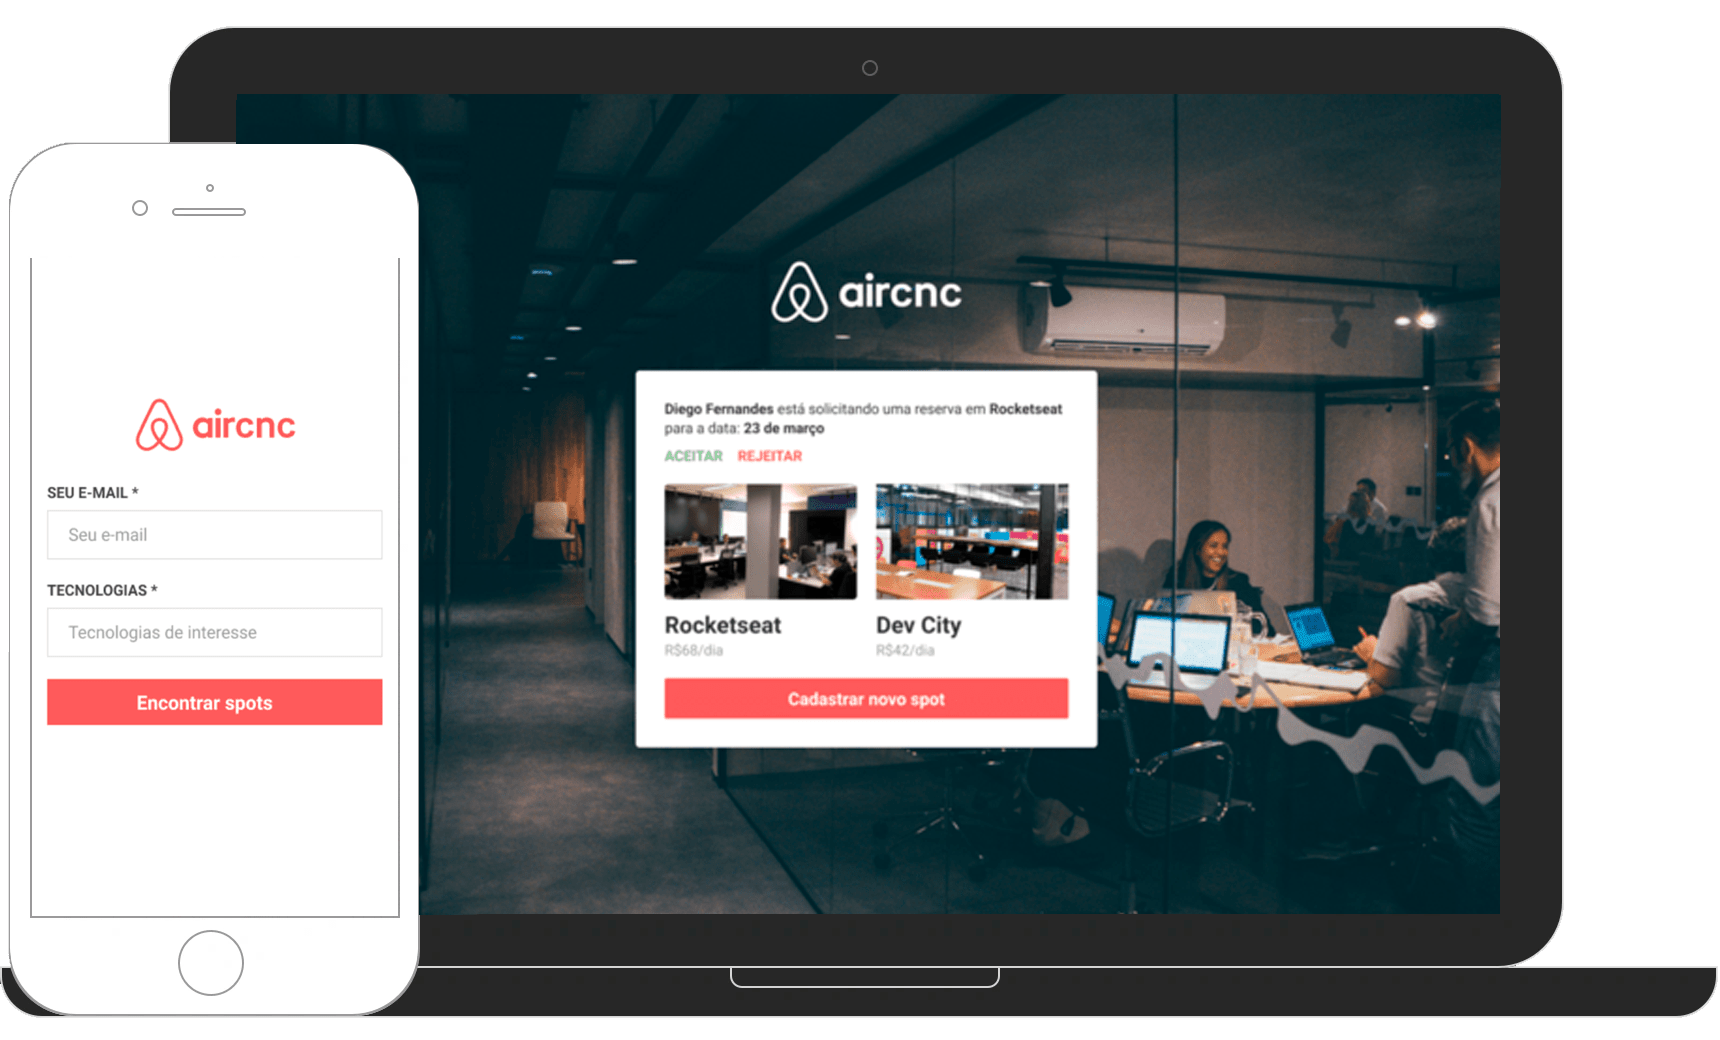 aircnc
SEU E-MAIL *
Seu e-mail
TECNOLOGIAS *
Tecnologias de interesse
Encontrar spots
aircnc
Diego Fernandes está solicitando uma reserva em Rocketseat
para a data: 23 de março
ACEITAR REJEITAR
Rocketseat Dev City
R$68/dia R$42/dia
Cadastrar novo spot